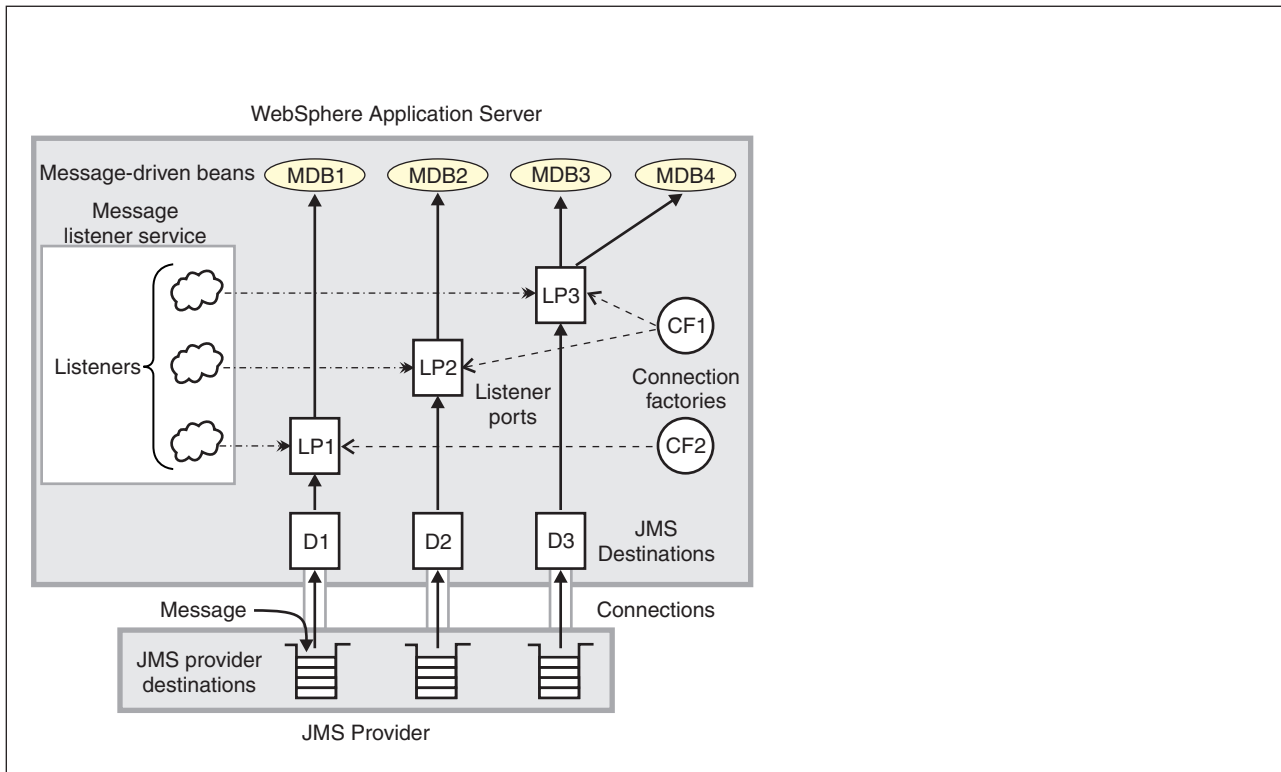 WebSphere Application Server
Message-driven beans
MDB1
MDB2
MDB3
MDB4
Message
listener service
Listeners
LP3
CF1
LP2
Listener
ports
Connection
factories
LP1
CF2
D1
D2
D3
JMS
Destinations
Message
Connections
JMS provider
destinations
JMS Provider